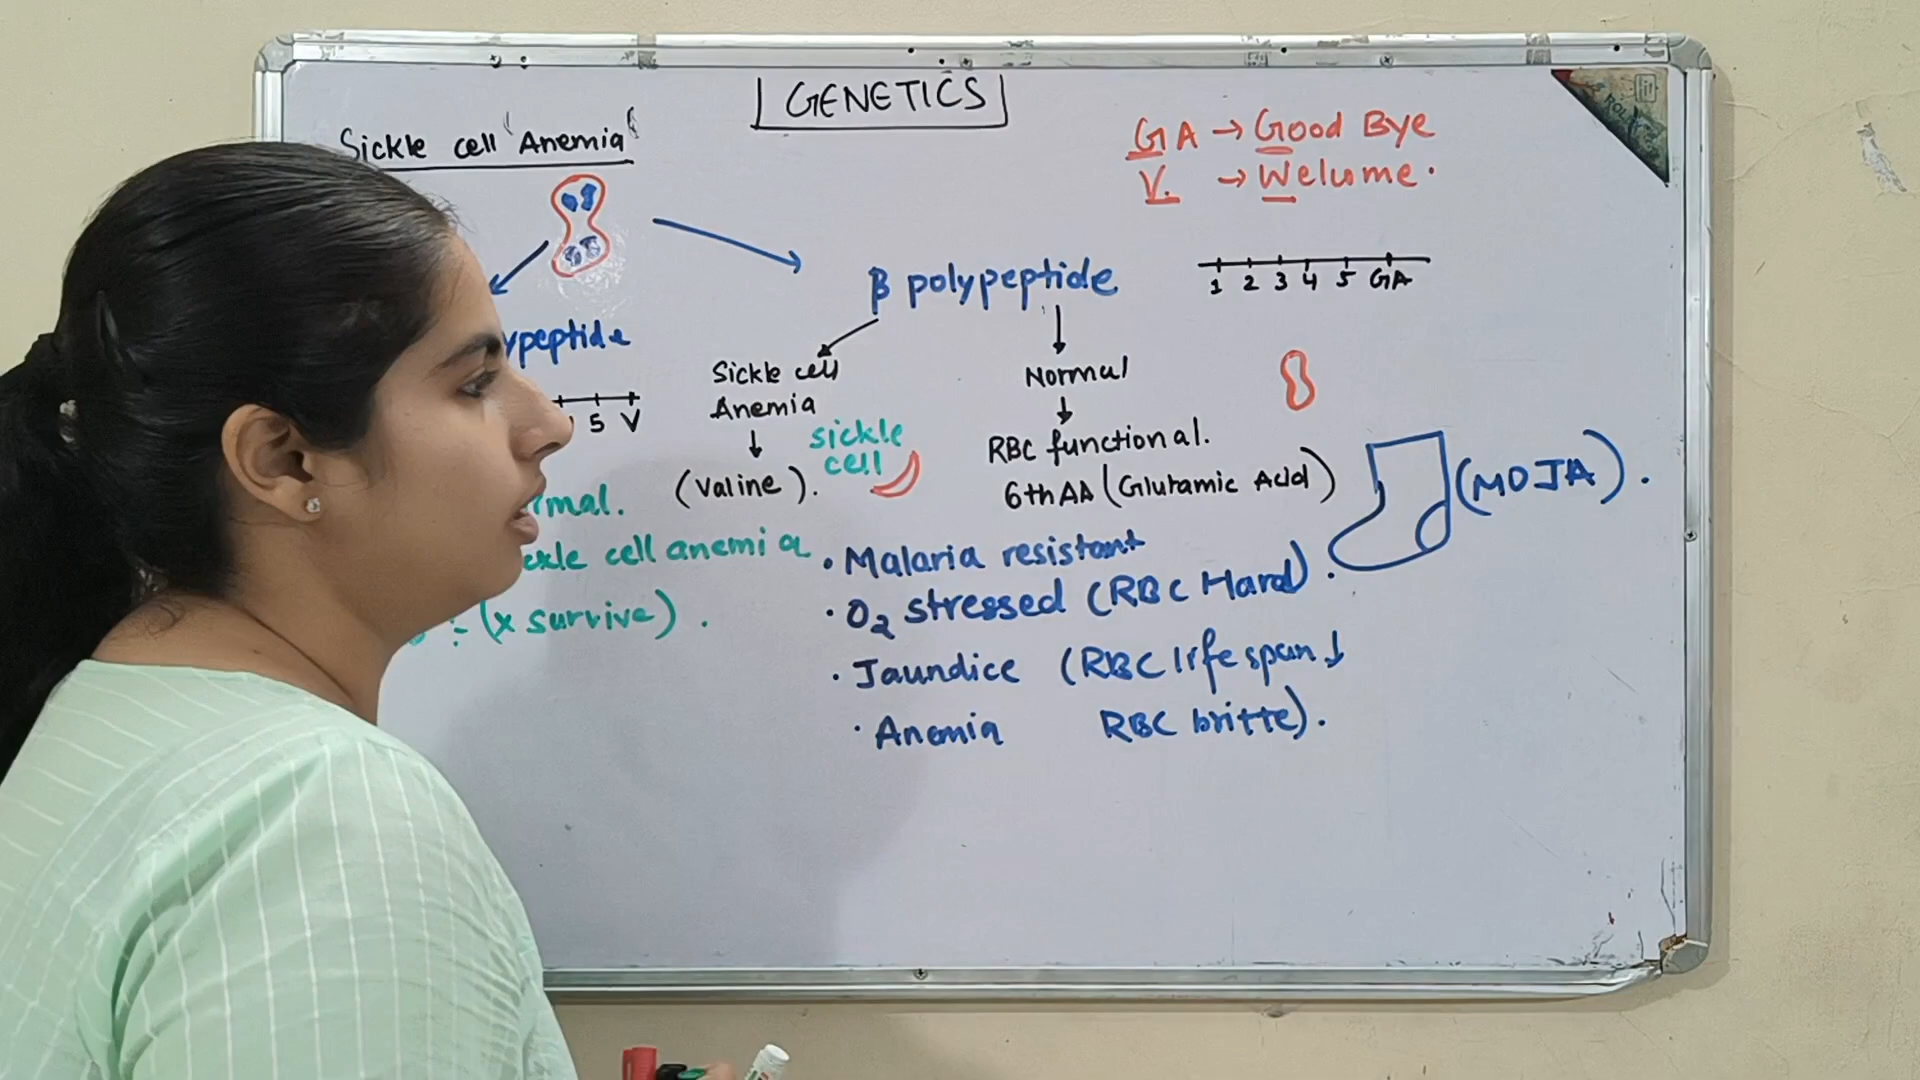 GENETICS
Sickle cell 'Anemia'
GA → Good Bye
V. → Welcome.
β polypeptide
1 2 3 4 5 GA
ypeptide
5 V
Sickle cell
Anemia
(Valine).
sickle
cell
Normal
RBC functional.
6th AA (Glutamic Acid)
(MOJA).
rmal.
ckle cell anemia
÷ (x survive).
• Malaria resistant
• O2 stressed (RBC Hard).
• Jaundice (RBC life span ↓
• Anemia RBC britte).